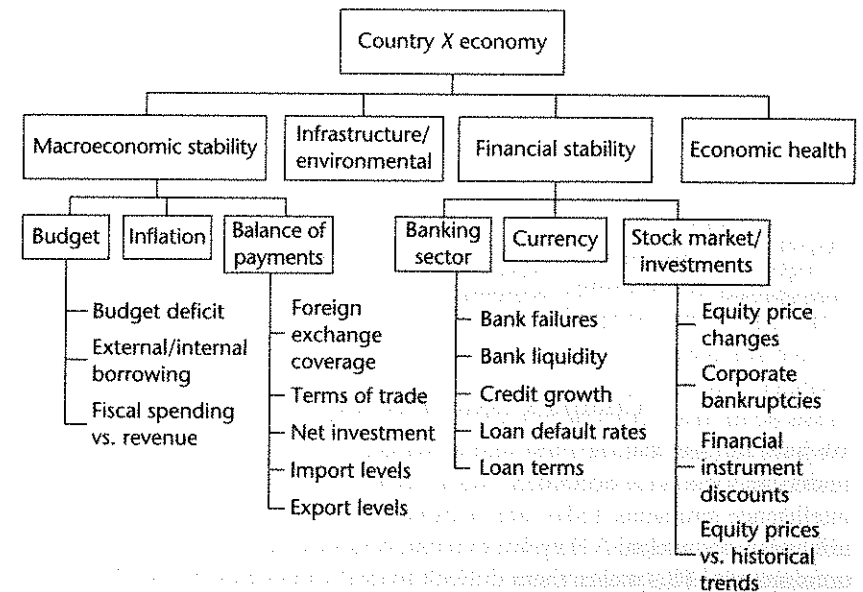 Country X economy
Macroeconomic stability
Infrastructure/
environmental
Financial stability
Economic health
Budget
Inflation
Balance of
payments
Banking
sector
Currency
Stock market/
investments
Budget deficit
External/internal
borrowing
Fiscal spending
vs. revenue
Foreign
exchange
coverage
Terms of trade
Net investment
Import levels
Export levels
Bank failures
Bank liquidity
Credit growth
Loan default rates
Loan terms
Equity price
changes
Corporate
bankruptcies
Financial
instrument
discounts
Equity prices
vs. historical
trends